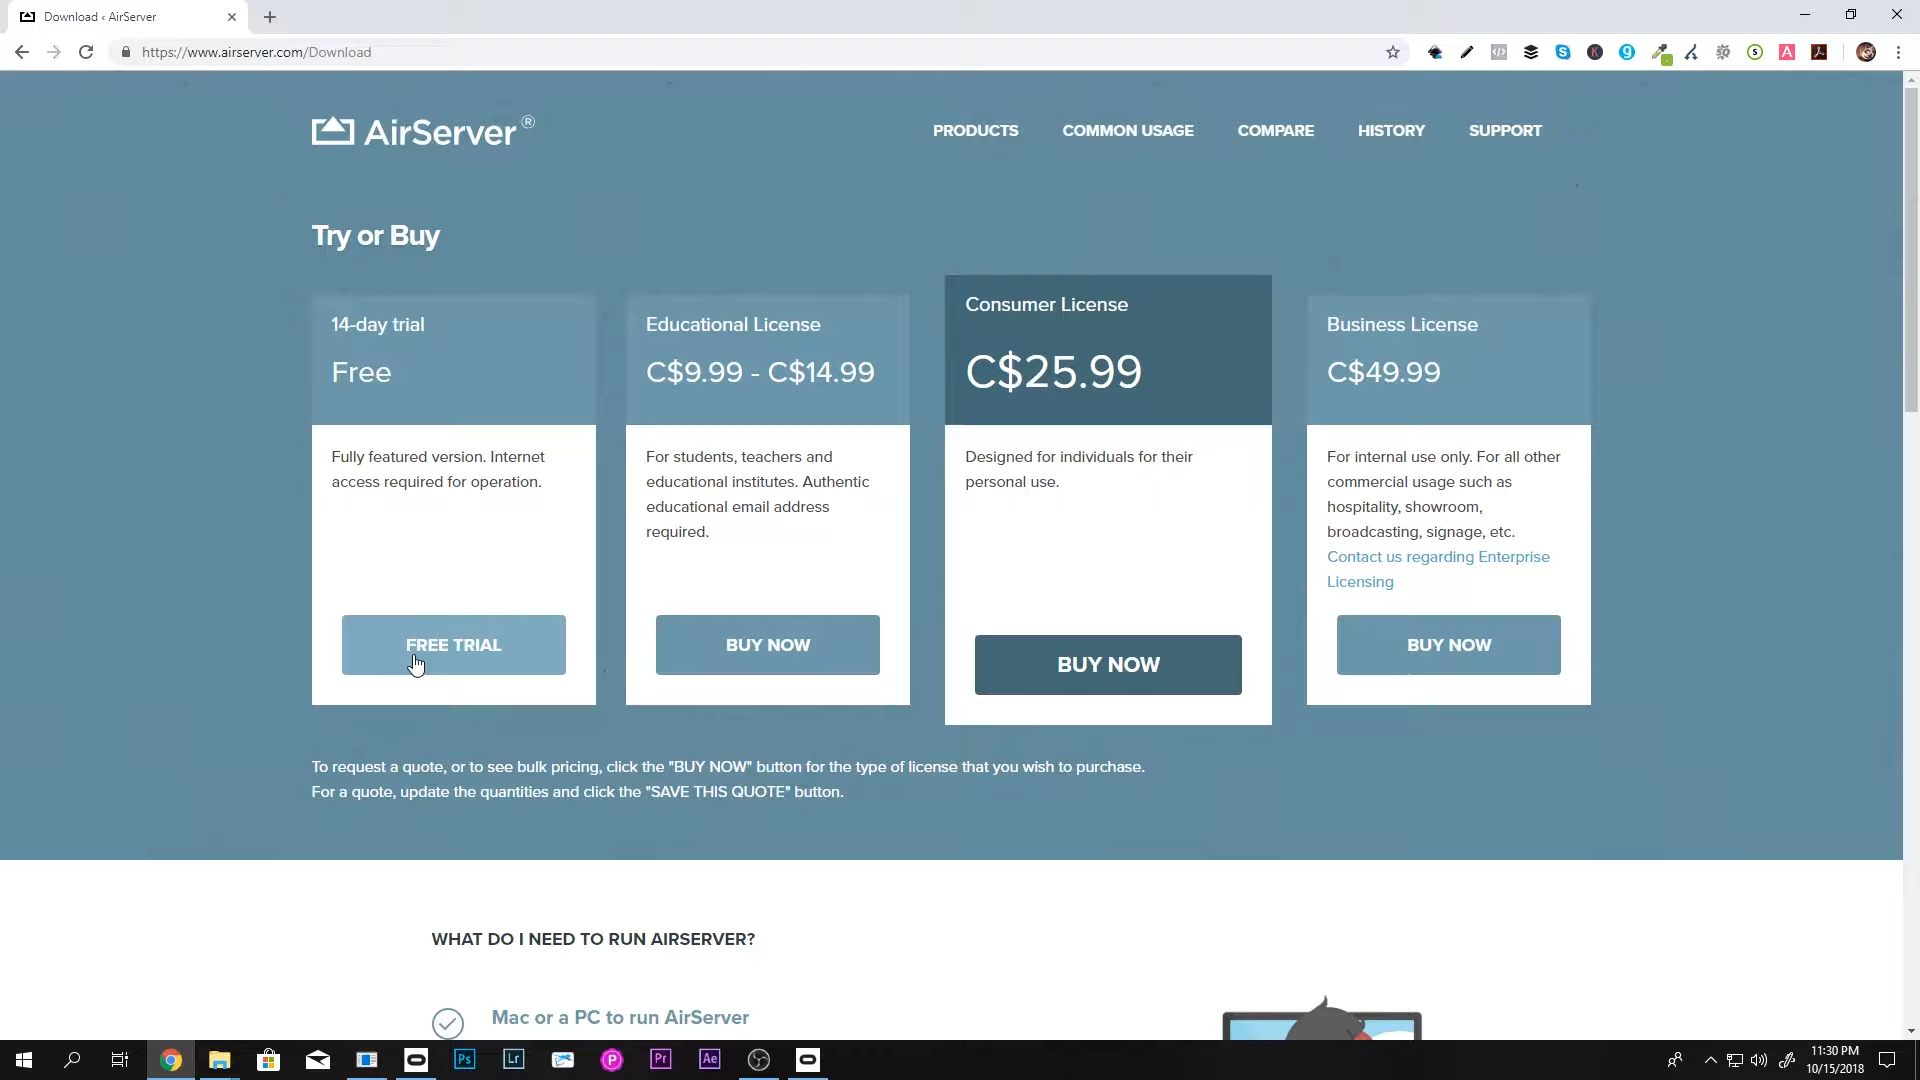 Download ‹ AirServer
https://www.airserver.com/Download
AirServer®
PRODUCTS
COMMON USAGE
COMPARE
HISTORY
SUPPORT
Try or Buy
14-day trial
Free
Fully featured version. Internet
access required for operation.
FREE TRIAL
Educational License
C$9.99 - C$14.99
For students, teachers and
educational institutes. Authentic
educational email address
required.
BUY NOW
Consumer License
C$25.99
Designed for individuals for their
personal use.
BUY NOW
Business License
C$49.99
For internal use only. For all other
commercial usage such as
hospitality, showroom,
broadcasting, signage, etc.
Contact us regarding Enterprise
Licensing
BUY NOW
To request a quote, or to see bulk pricing, click the "BUY NOW" button for the type of license that you wish to purchase.
For a quote, update the quantities and click the "SAVE THIS QUOTE" button.
WHAT DO I NEED TO RUN AIRSERVER?
Mac or a PC to run AirServer
Ps
Lr
Pr
Ae
11:30 PM
10/15/2018